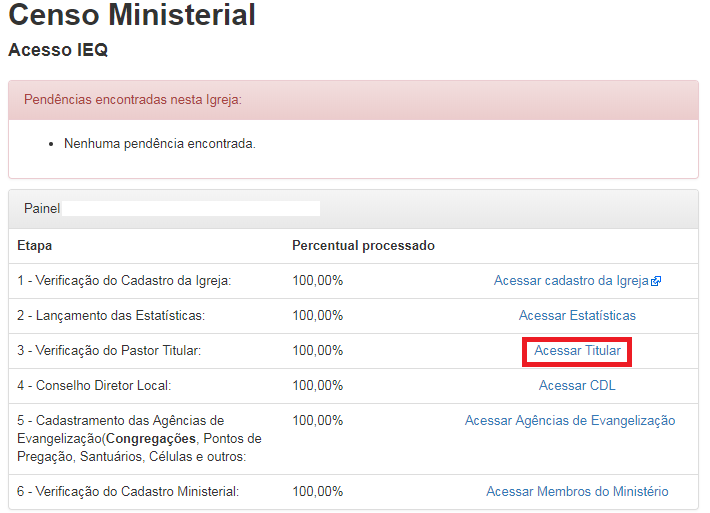 Censo Ministerial
Acesso IEQ
Pendências encontradas nesta Igreja:
Nenhuma pendência encontrada.
Painel
Etapa Percentual processado
1 - Verificação do Cadastro da Igreja: 100,00% Acessar cadastro da Igreja
2 - Lançamento das Estatísticas: 100,00% Acessar Estatísticas
3 - Verificação do Pastor Titular: 100,00% Acessar Titular
4 - Conselho Diretor Local: 100,00% Acessar CDL
5 - Cadastramento das Agências de 100,00% Acessar Agências de Evangelização
Evangelização(Congregações, Pontos de
Pregação, Santuários, Células e outros:
6 - Verificação do Cadastro Ministerial: 100,00% Acessar Membros do Ministério